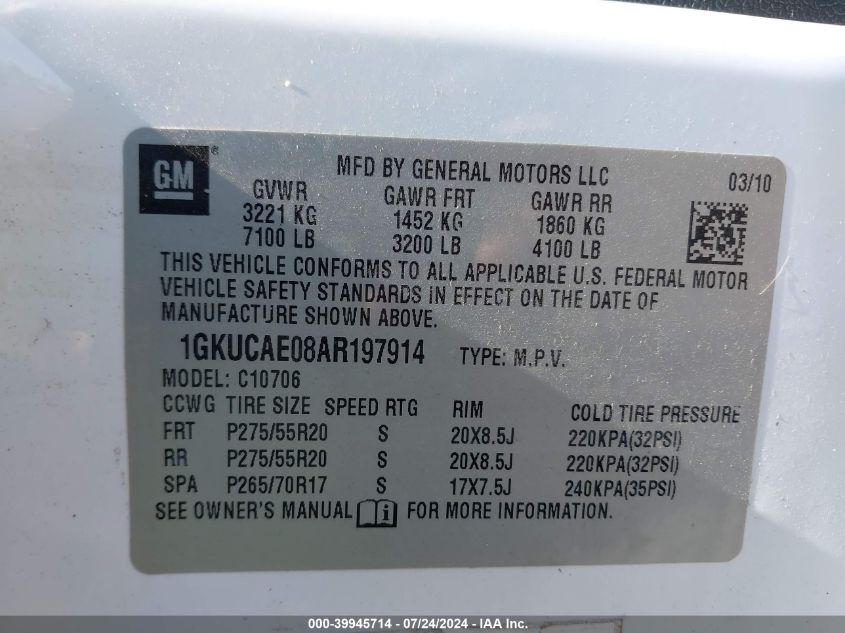 GM ®
MFD BY GENERAL MOTORS LLC 03/10
GVWR GAWR FRT GAWR RR
3221 KG 1452 KG 1860 KG
7100 LB 3200 LB 4100 LB
THIS VEHICLE CONFORMS TO ALL APPLICABLE U.S. FEDERAL MOTOR
VEHICLE SAFETY STANDARDS IN EFFECT ON THE DATE OF
MANUFACTURE SHOWN ABOVE.
1GKUCAE08AR197914 TYPE: M.P.V.
MODEL: C10706
CCWG TIRE SIZE SPEED RTG RIM COLD TIRE PRESSURE
FRT P275/55R20 S 20X8.5J 220KPA(32PSI)
RR P275/55R20 S 20X8.5J 220KPA(32PSI)
SPA P265/70R17 S 17X7.5J 240KPA(35PSI)
SEE OWNER'S MANUAL i FOR MORE INFORMATION.
000-39945714 - 07/24/2024 - IAA Inc.